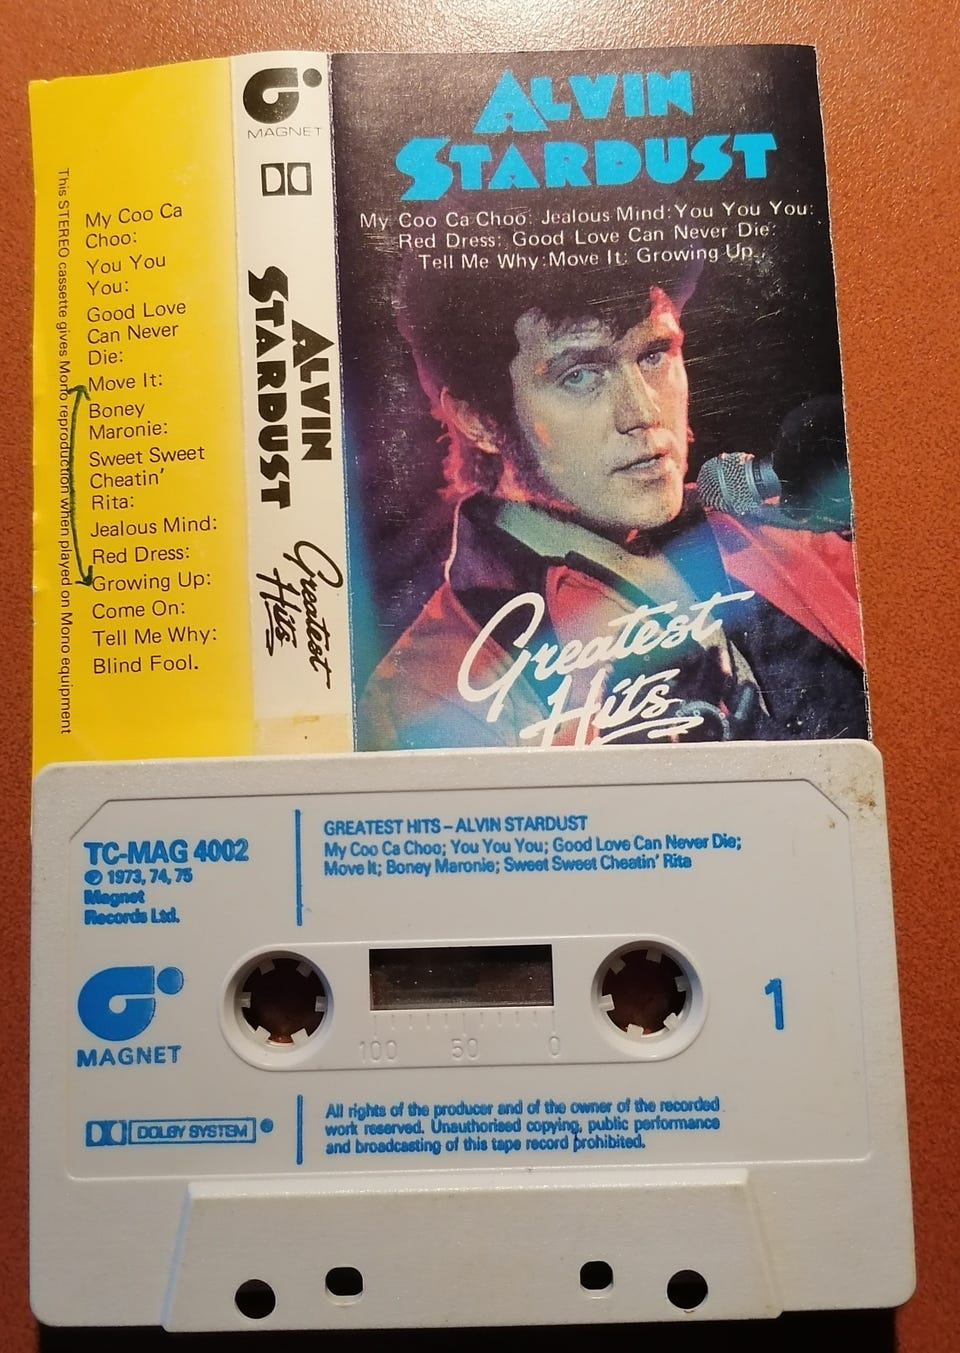 This STEREO cassette gives Mono reproduction when played on Mono equipment
My Coo Ca
Choo:
You You
You:
Good Love
Can Never
Die:
Move It:
Boney
Maronie:
Sweet Sweet
Cheatin'
Rita:
Jealous Mind:
Red Dress:
Growing Up:
Come On:
Tell Me Why:
Blind Fool.
MAGNET
ALVIN
STARDUST
Greatest
Hits
ALVIN
STARDUST
My Coo Ca Choo: Jealous Mind: You You You:
Red Dress: Good Love Can Never Die:
Tell Me Why: Move It: Growing Up.
Greatest
Hits
TC-MAG 4002
℗ 1973, 74, 75
Magnet
Records Ltd.
GREATEST HITS – ALVIN STARDUST
My Coo Ca Choo; You You You; Good Love Can Never Die;
Move It; Boney Maronie; Sweet Sweet Cheatin' Rita
MAGNET
100 50 0
1
DOLBY SYSTEM ®
All rights of the producer and of the owner of the recorded
work reserved. Unauthorised copying, public performance
and broadcasting of this tape record prohibited.